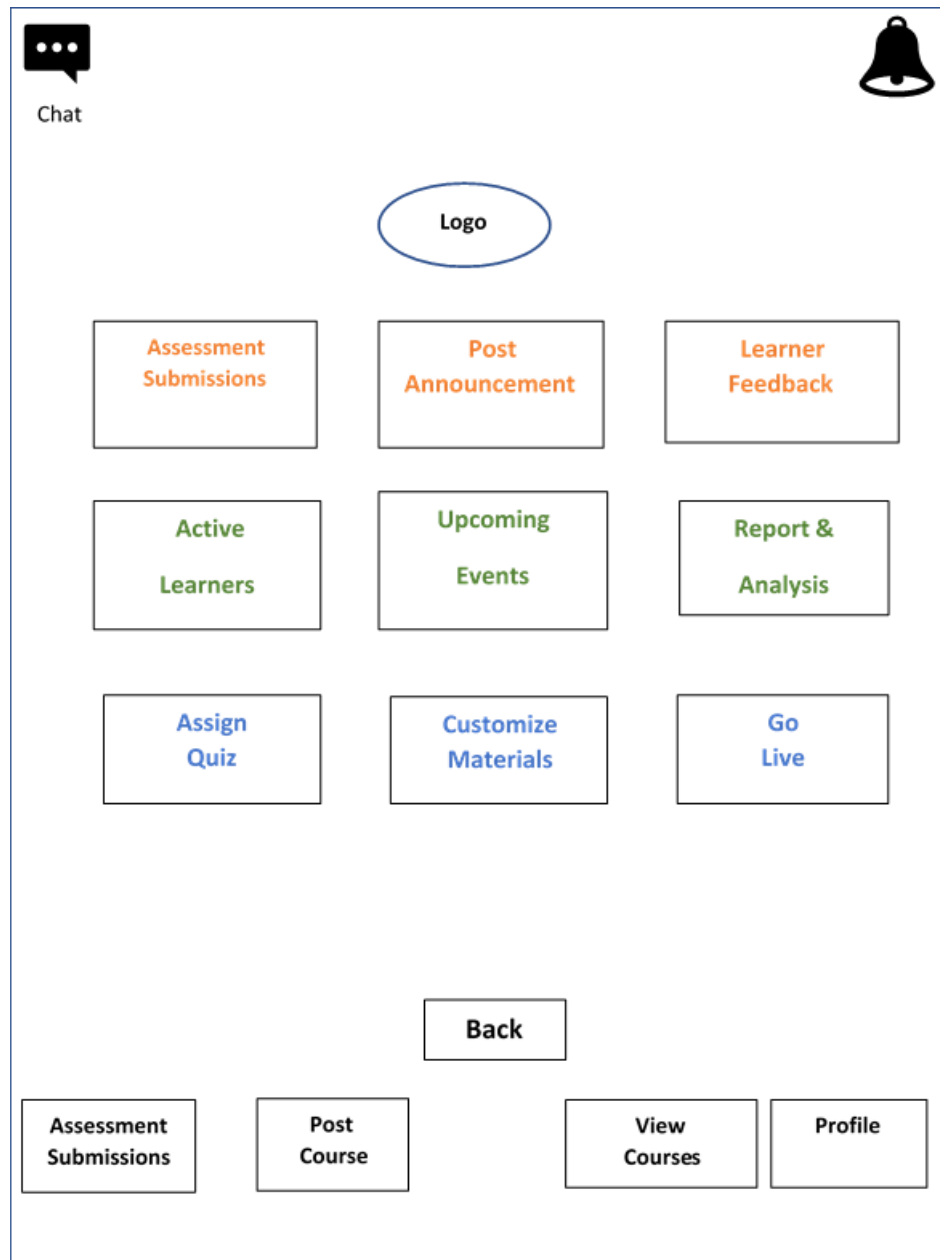 Chat
Logo
Assessment
Submissions
Post
Announcement
Learner
Feedback
Active
Learners
Upcoming
Events
Report &
Analysis
Assign
Quiz
Customize
Materials
Go
Live
Back
Assessment
Submissions
Post
Course
View
Courses
Profile